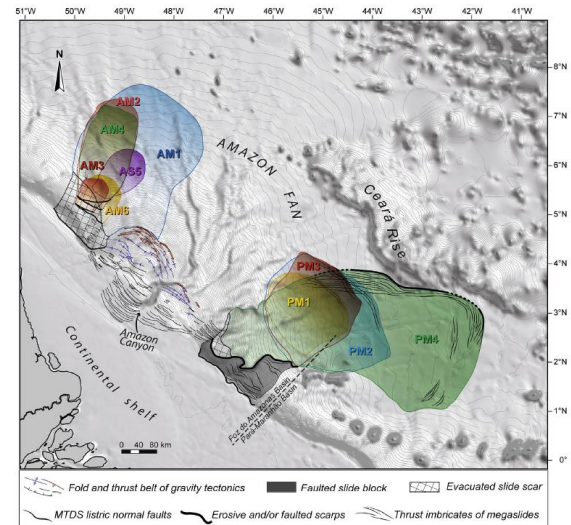 51°W 50°W 49°W 48°W 47°W 46°W 45°W 44°W 43°W 42°W 41°W
N
8°N
7°N
6°N
5°N
4°N
3°N
2°N
1°N
0°
AM2
AM4
AM1
AM3
AS5
AM6
AMAZON
FAN
Ceará Rise
PM3
PM1
PM2
PM4
Amazon
Canyon
Continental shelf
Foz do Amazonas Basin
Pará-Maranhão Basin
0 40 80 km
Fold and thrust belt of gravity tectonics Faulted slide block Evacuated slide scar
MTDS listric normal faults Erosive and/or faulted scarps Thrust imbricates of megaslides